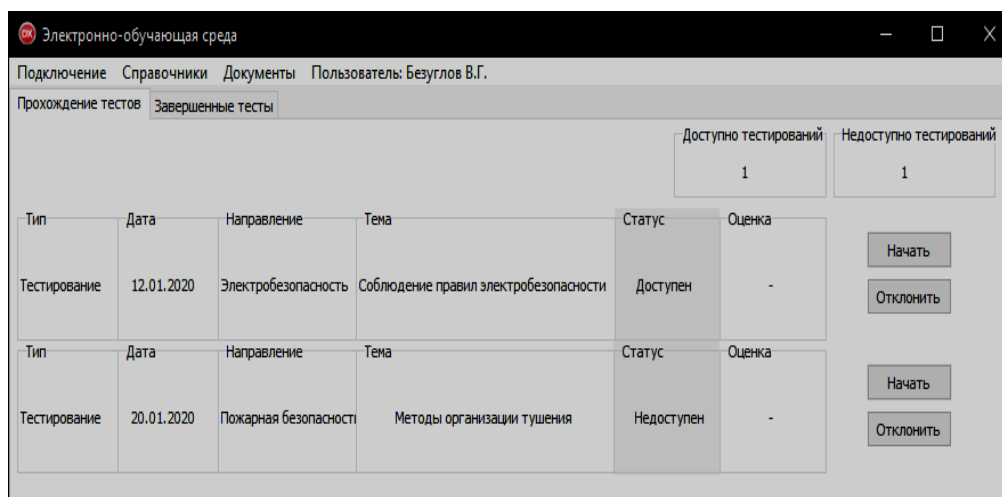 DX Электронно-обучающая среда
Подключение Справочники Документы Пользователь: Безуглов В.Г.
Прохождение тестов Завершенные тесты
Доступно тестирований Недоступно тестирований
1 1
Тип Дата Направление Тема Статус Оценка
Начать
Тестирование 12.01.2020 Электробезопасность Соблюдение правил электробезопасности Доступен -
Отклонить
Тип Дата Направление Тема Статус Оценка
Начать
Тестирование 20.01.2020 Пожарная безопасность Методы организации тушения Недоступен -
Отклонить